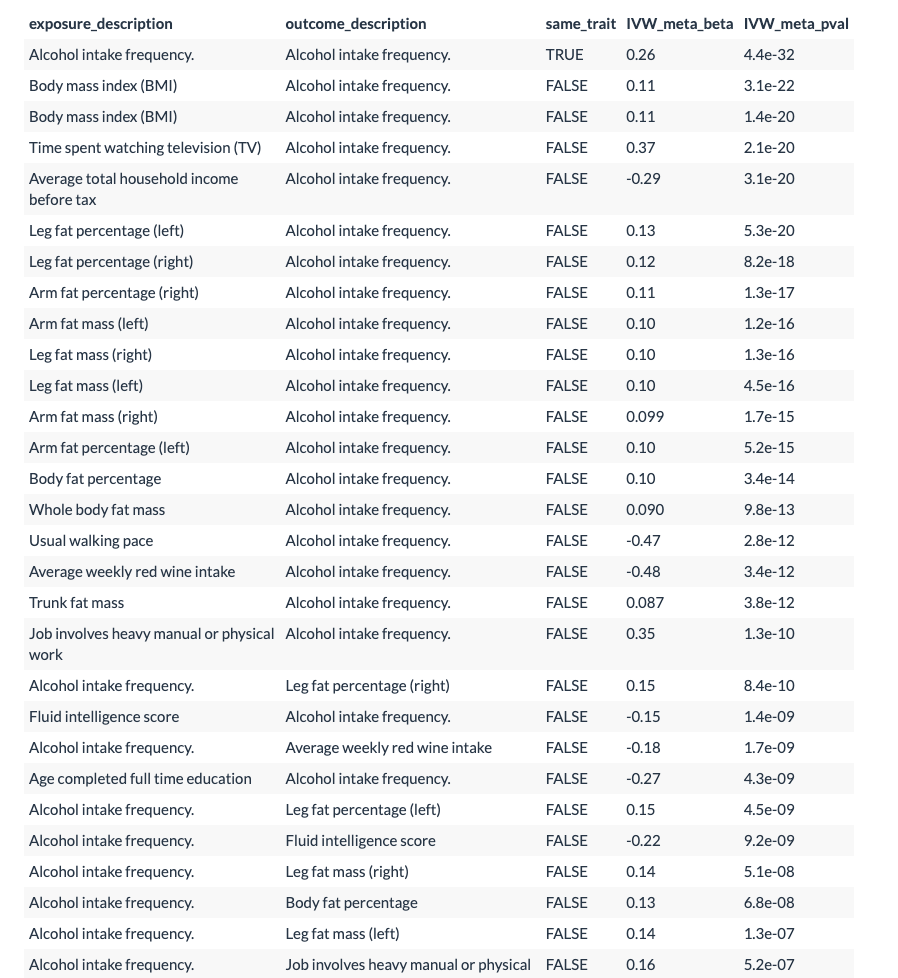 exposure_description outcome_description same_trait IVW_meta_beta IVW_meta_pval
Alcohol intake frequency. Alcohol intake frequency. TRUE 0.26 4.4e-32
Body mass index (BMI) Alcohol intake frequency. FALSE 0.11 3.1e-22
Body mass index (BMI) Alcohol intake frequency. FALSE 0.11 1.4e-20
Time spent watching television (TV) Alcohol intake frequency. FALSE 0.37 2.1e-20
Average total household income Alcohol intake frequency. FALSE -0.29 3.1e-20
before tax
Leg fat percentage (left) Alcohol intake frequency. FALSE 0.13 5.3e-20
Leg fat percentage (right) Alcohol intake frequency. FALSE 0.12 8.2e-18
Arm fat percentage (right) Alcohol intake frequency. FALSE 0.11 1.3e-17
Arm fat mass (left) Alcohol intake frequency. FALSE 0.10 1.2e-16
Leg fat mass (right) Alcohol intake frequency. FALSE 0.10 1.3e-16
Leg fat mass (left) Alcohol intake frequency. FALSE 0.10 4.5e-16
Arm fat mass (right) Alcohol intake frequency. FALSE 0.099 1.7e-15
Arm fat percentage (left) Alcohol intake frequency. FALSE 0.10 5.2e-15
Body fat percentage Alcohol intake frequency. FALSE 0.10 3.4e-14
Whole body fat mass Alcohol intake frequency. FALSE 0.090 9.8e-13
Usual walking pace Alcohol intake frequency. FALSE -0.47 2.8e-12
Average weekly red wine intake Alcohol intake frequency. FALSE -0.48 3.4e-12
Trunk fat mass Alcohol intake frequency. FALSE 0.087 3.8e-12
Job involves heavy manual or physical Alcohol intake frequency. FALSE 0.35 1.3e-10
work
Alcohol intake frequency. Leg fat percentage (right) FALSE 0.15 8.4e-10
Fluid intelligence score Alcohol intake frequency. FALSE -0.15 1.4e-09
Alcohol intake frequency. Average weekly red wine intake FALSE -0.18 1.7e-09
Age completed full time education Alcohol intake frequency. FALSE -0.27 4.3e-09
Alcohol intake frequency. Leg fat percentage (left) FALSE 0.15 4.5e-09
Alcohol intake frequency. Fluid intelligence score FALSE -0.22 9.2e-09
Alcohol intake frequency. Leg fat mass (right) FALSE 0.14 5.1e-08
Alcohol intake frequency. Body fat percentage FALSE 0.13 6.8e-08
Alcohol intake frequency. Leg fat mass (left) FALSE 0.14 1.3e-07
Alcohol intake frequency. Job involves heavy manual or physical FALSE 0.16 5.2e-07